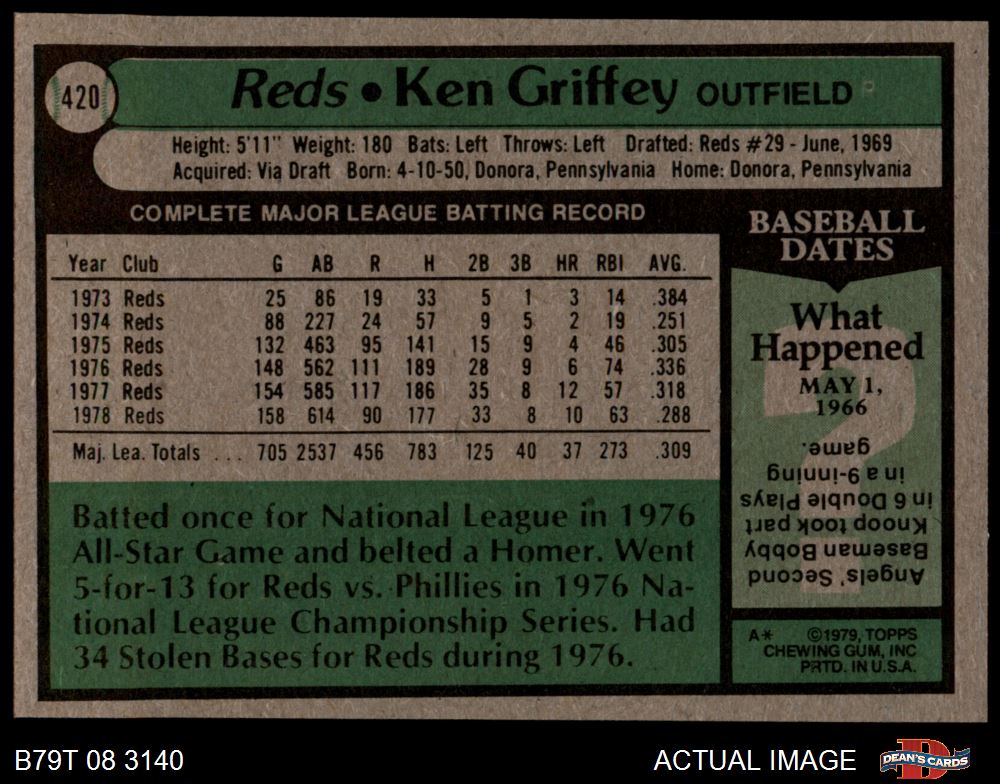 420
Reds • Ken Griffey OUTFIELD
Height: 5'11" Weight: 180 Bats: Left Throws: Left Drafted: Reds #29 - June, 1969
Acquired: Via Draft Born: 4-10-50, Donora, Pennsylvania Home: Donora, Pennsylvania
COMPLETE MAJOR LEAGUE BATTING RECORD
Year Club G AB R H 2B 3B HR RBI AVG.
1973 Reds 25 86 19 33 5 1 3 14 .384
1974 Reds 88 227 24 57 9 5 2 19 .251
1975 Reds 132 463 95 141 15 9 4 46 .305
1976 Reds 148 562 111 189 28 9 6 74 .336
1977 Reds 154 585 117 186 35 8 12 57 .318
1978 Reds 158 614 90 177 33 8 10 63 .288
Maj. Lea. Totals ... 705 2537 456 783 125 40 37 273 .309
Batted once for National League in 1976
All-Star Game and belted a Homer. Went
5-for-13 for Reds vs. Phillies in 1976 Na-
tional League Championship Series. Had
34 Stolen Bases for Reds during 1976.
BASEBALL
DATES
What
Happened
MAY 1,
1966
Angels' Second
Baseman Bobby
Knoop took part
in 6 Double Plays
in a 9-inning
game.
A* ©1979, TOPPS
CHEWING GUM, INC
PRTD. IN U.S.A.
B79T 08 3140
ACTUAL IMAGE
DEAN'S CARDS